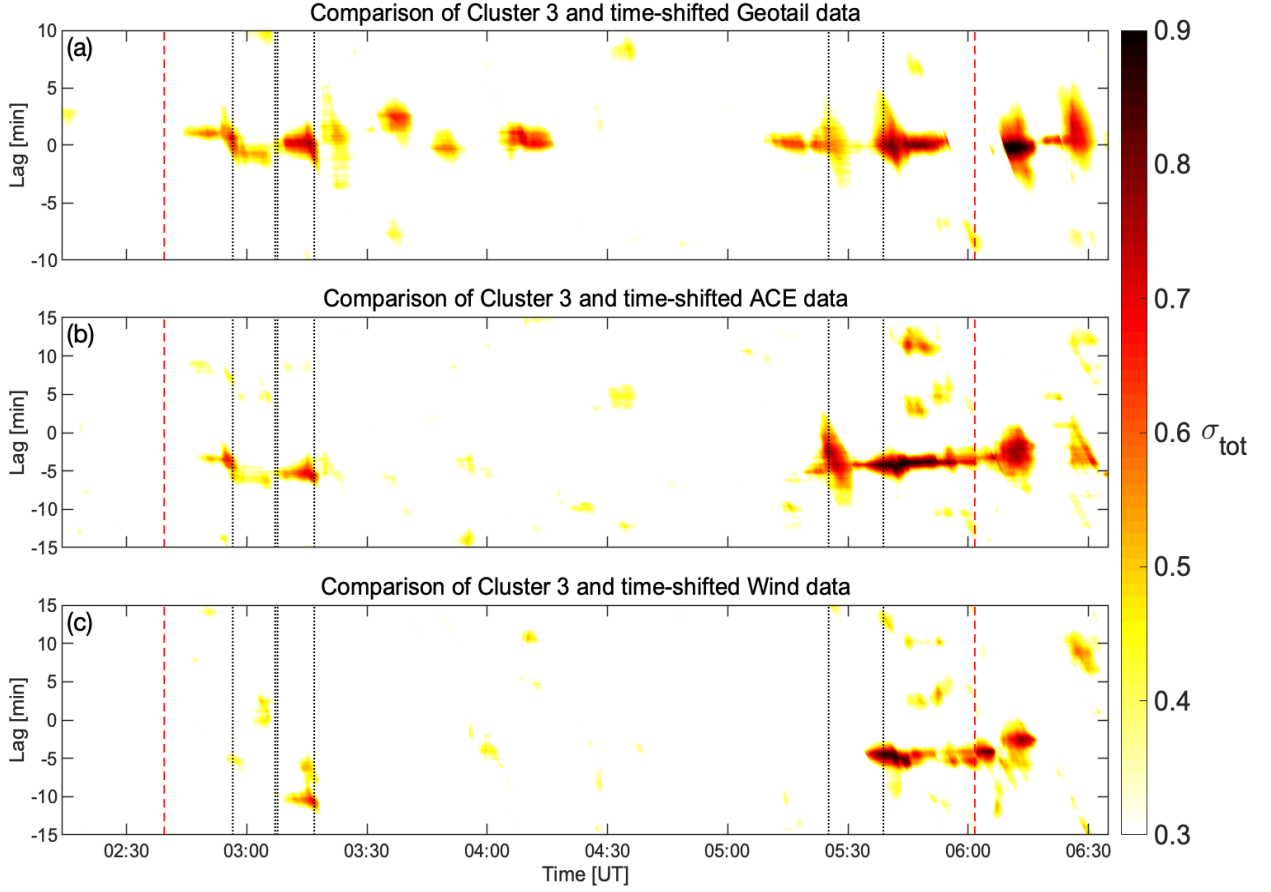 Comparison of Cluster 3 and time-shifted Geotail data
(a)
10
5
0
-5
-10
Lag [min]
Comparison of Cluster 3 and time-shifted ACE data
(b)
15
10
5
0
-5
-10
-15
Lag [min]
Comparison of Cluster 3 and time-shifted Wind data
(c)
15
10
5
0
-5
-10
-15
Lag [min]
02:30 03:00 03:30 04:00 04:30 05:00 05:30 06:00 06:30
Time [UT]
0.9
0.8
0.7
0.6
0.5
0.4
0.3
σtot